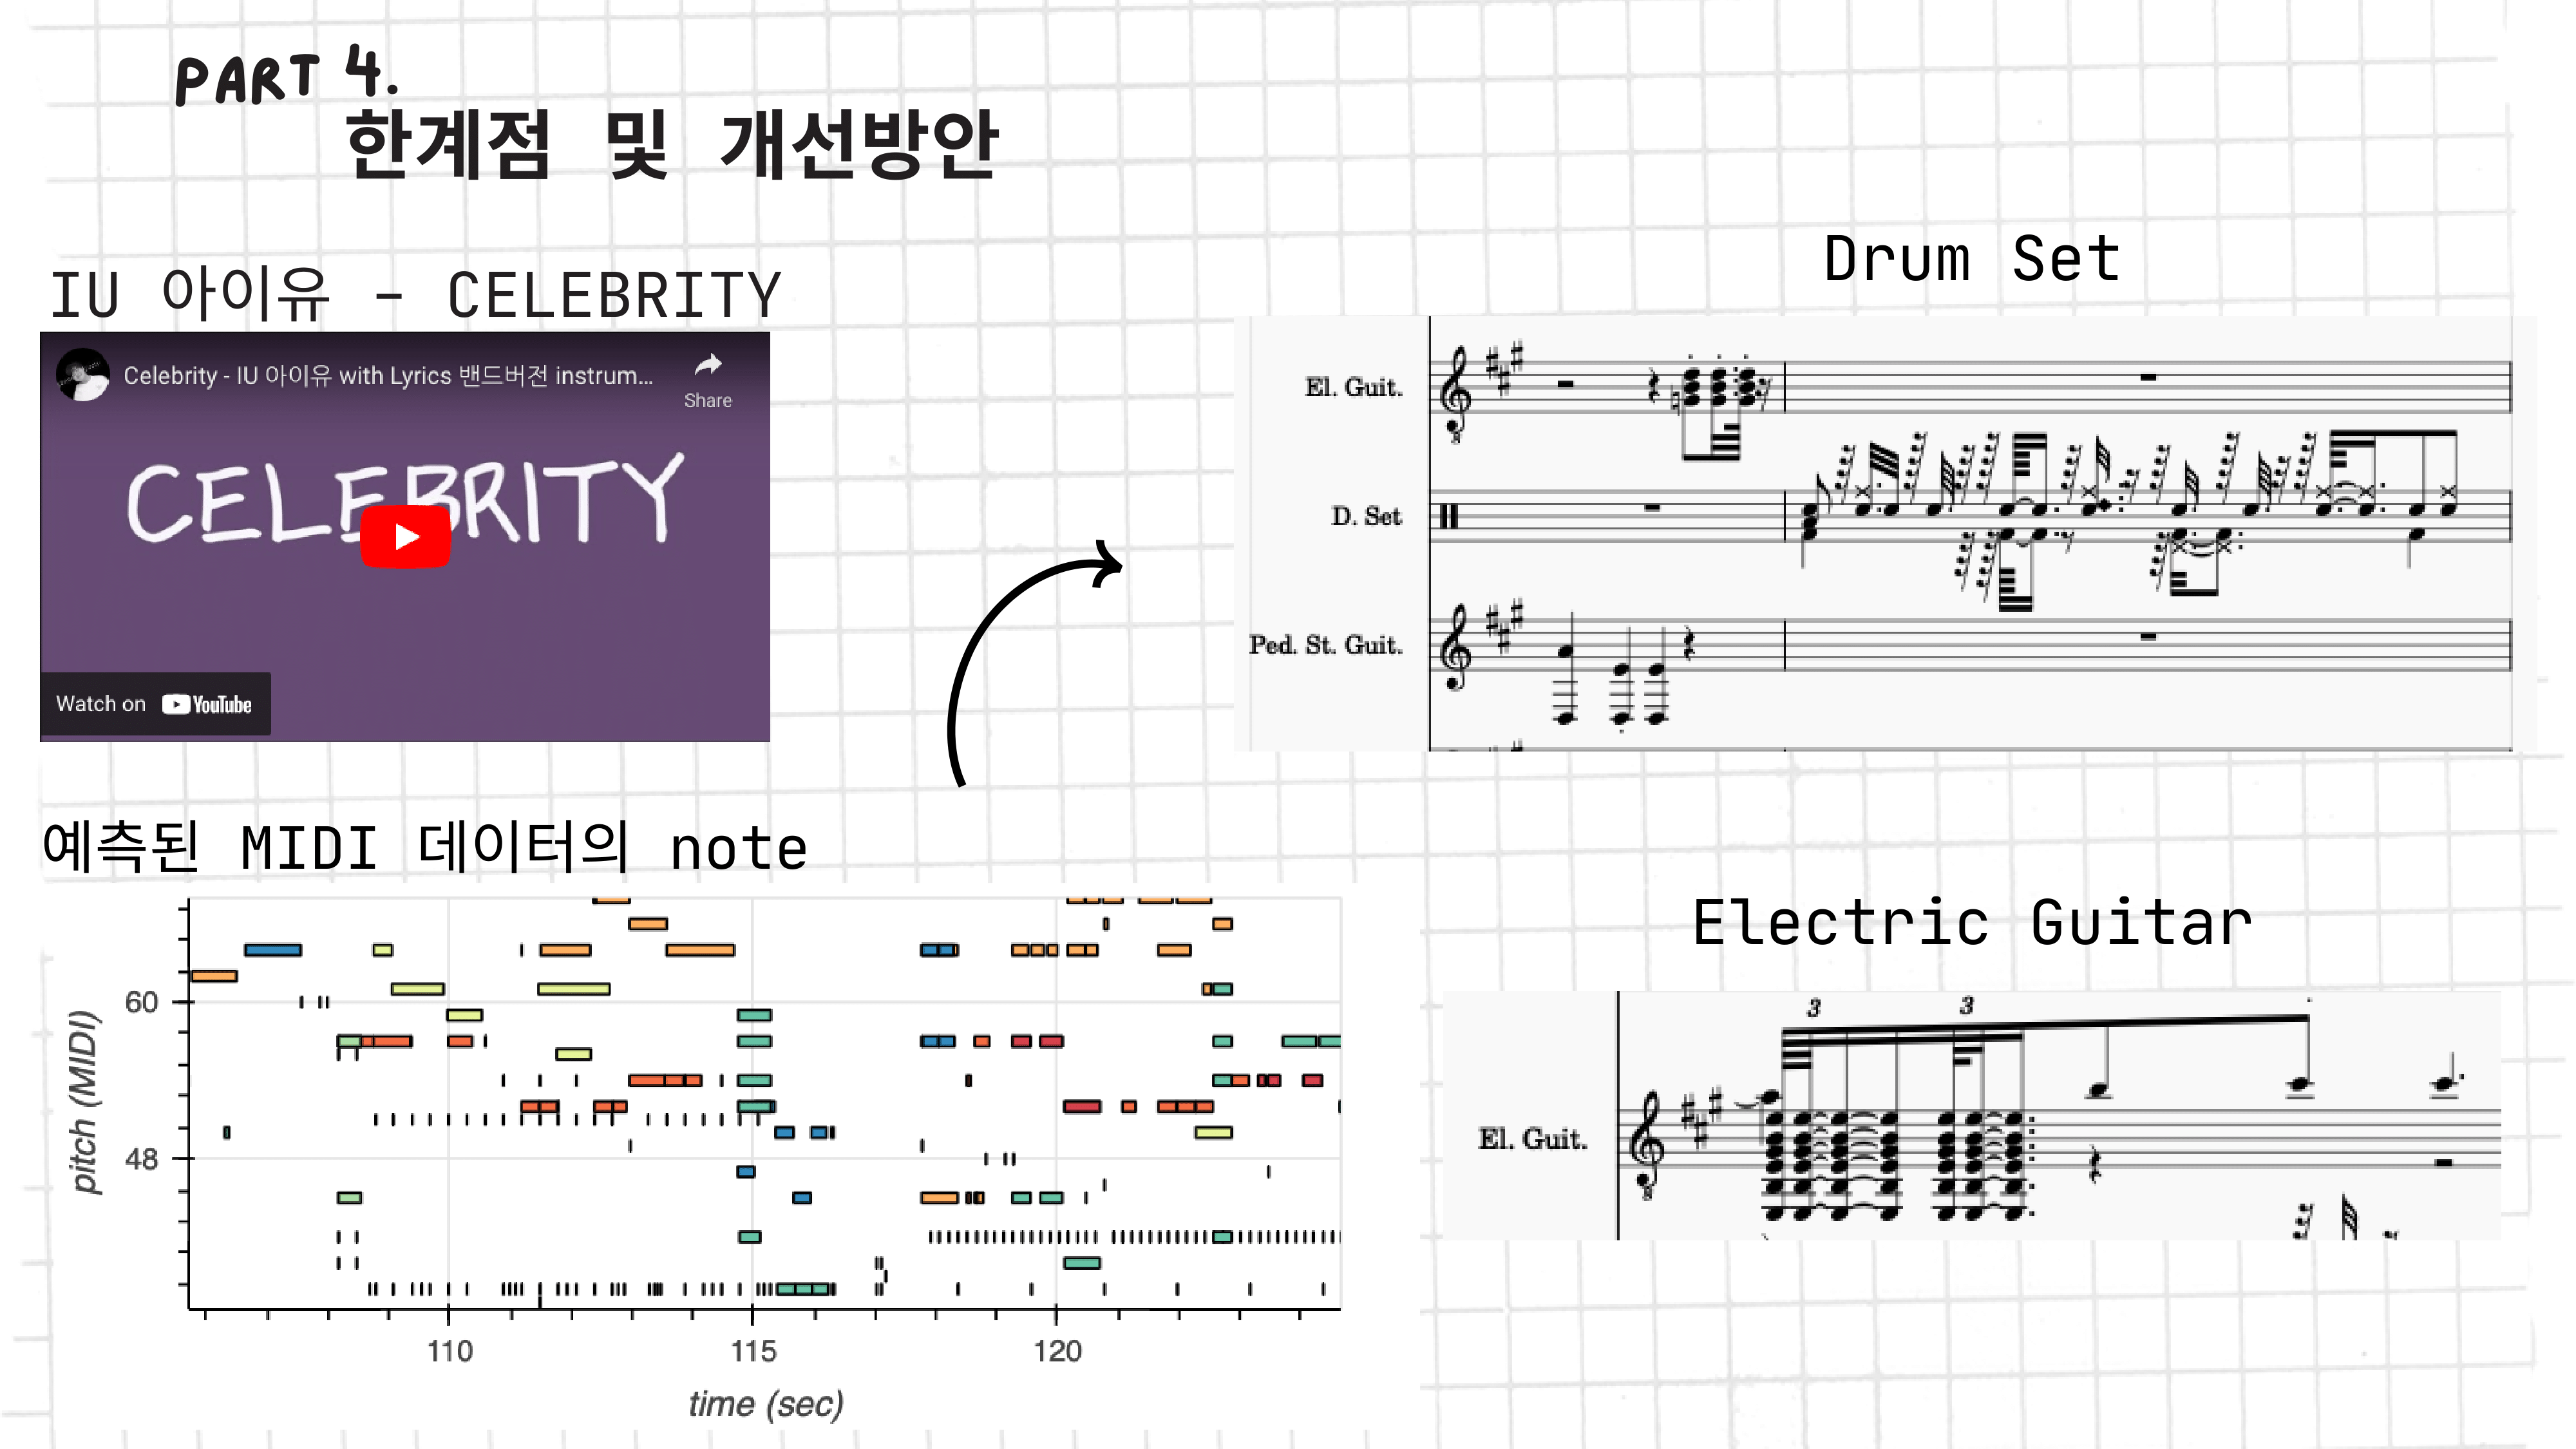 PART 4.
한계점 및 개선방안
IU 아이유 - CELEBRITY
Celebrity - IU 아이유 with Lyrics 밴드버전 instrum...
Share
CELEBRITY
Watch on YouTube
예측된 MIDI 데이터의 note
pitch (MIDI)
60
48
110 115 120
time (sec)
Drum Set
El. Guit.
D. Set
Ped. St. Guit.
Electric Guitar
3 3
El. Guit.